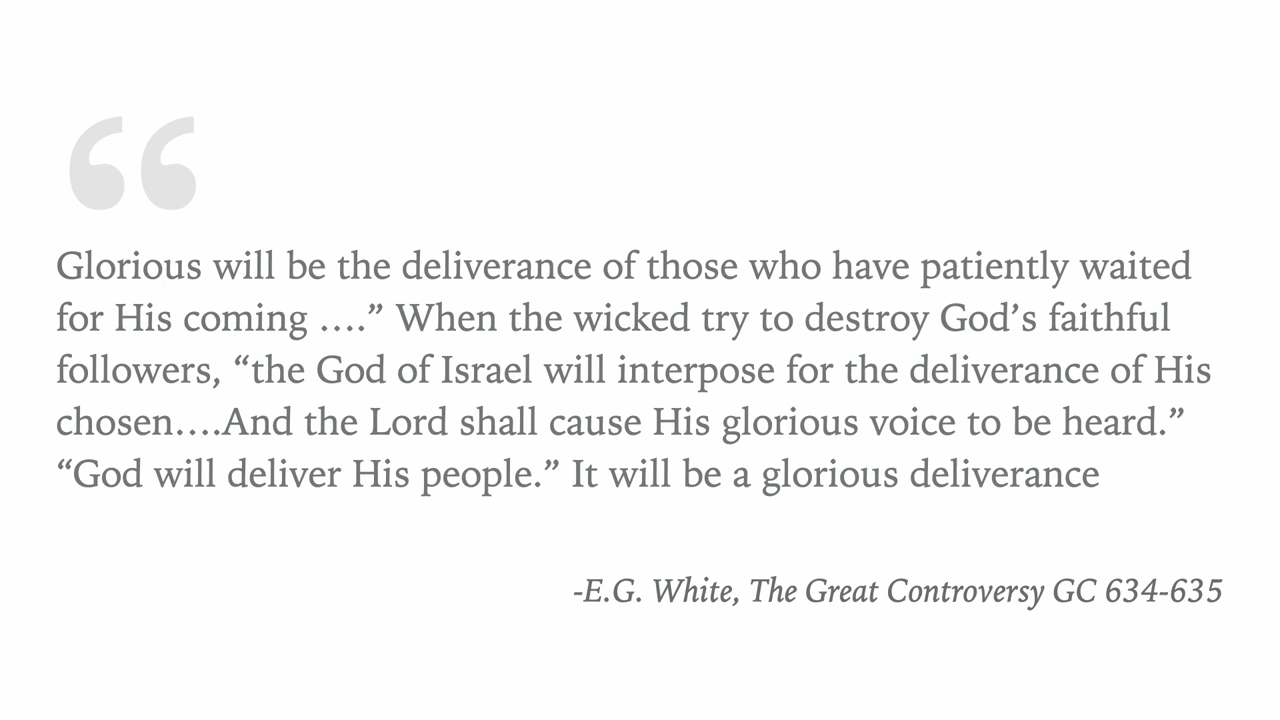 “
Glorious will be the deliverance of those who have patiently waited
for His coming ....” When the wicked try to destroy God’s faithful
followers, “the God of Israel will interpose for the deliverance of His
chosen....And the Lord shall cause His glorious voice to be heard.”
“God will deliver His people.” It will be a glorious deliverance
-E.G. White, The Great Controversy GC 634-635